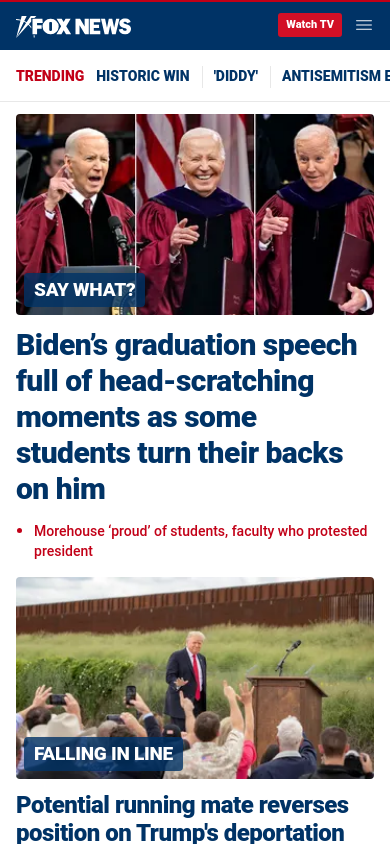 FOX NEWS
Watch TV
TRENDING HISTORIC WIN 'DIDDY' ANTISEMITISM E
SAY WHAT?
Biden’s graduation speech
full of head-scratching
moments as some
students turn their backs
on him
• Morehouse ‘proud’ of students, faculty who protested
president
FALLING IN LINE
Potential running mate reverses
position on Trump's deportation